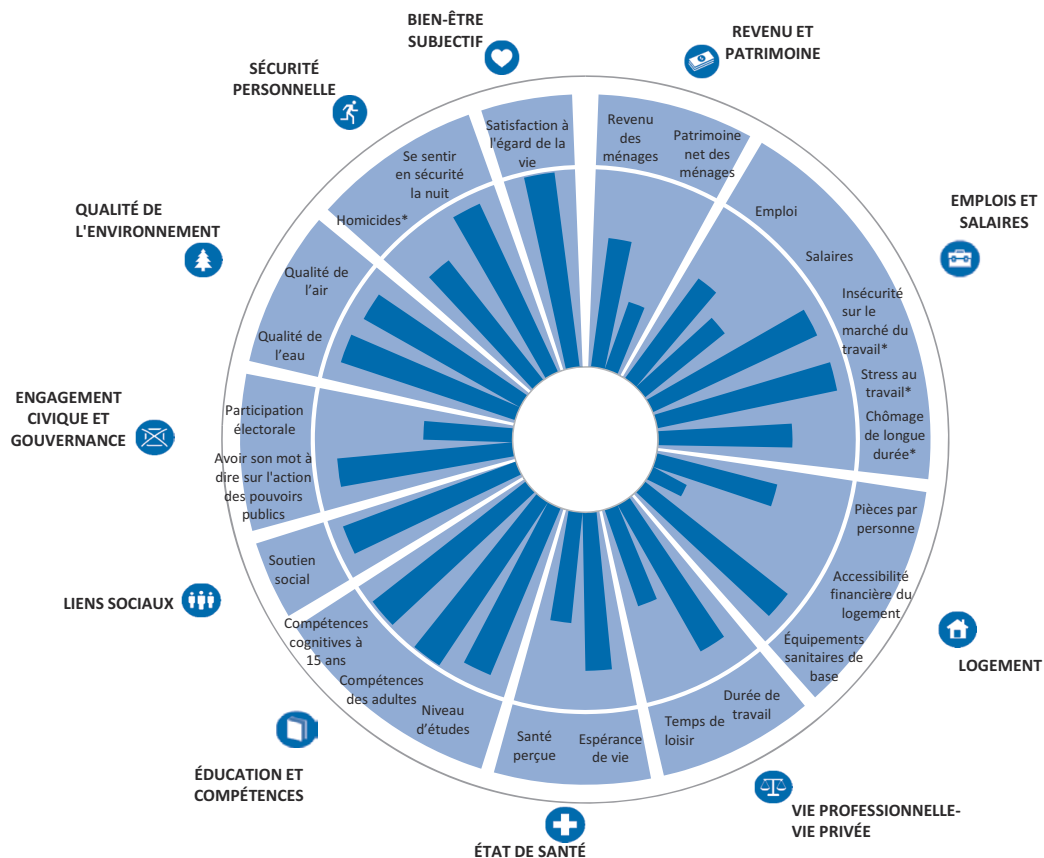 BIEN-ÊTRE
SUBJECTIF
REVENU ET
PATRIMOINE
SÉCURITÉ
PERSONNELLE
QUALITÉ DE
L'ENVIRONNEMENT
EMPLOIS ET
SALAIRES
ENGAGEMENT
CIVIQUE ET
GOUVERNANCE
LIENS SOCIAUX
LOGEMENT
ÉDUCATION ET
COMPÉTENCES
VIE PROFESSIONNELLE-
VIE PRIVÉE
ÉTAT DE SANTÉ
Satisfaction à
l'égard de la
vie
Revenu
des
ménages
Patrimoine
net des
ménages
Emploi
Salaires
Insécurité
sur le
marché du
travail*
Stress au
travail*
Chômage
de longue
durée*
Pièces par
personne
Accessibilité
financière du
logement
Équipements
sanitaires de
base
Durée de
travail
Temps de
loisir
Espérance
de vie
Santé
perçue
Niveau
d’études
Compétences
des adultes
Compétences
cognitives à
15 ans
Soutien
social
Avoir son mot à
dire sur l'action
des pouvoirs
publics
Participation
électorale
Qualité de
l’eau
Qualité de
l’air
Homicides*
Se sentir
en sécurité
la nuit